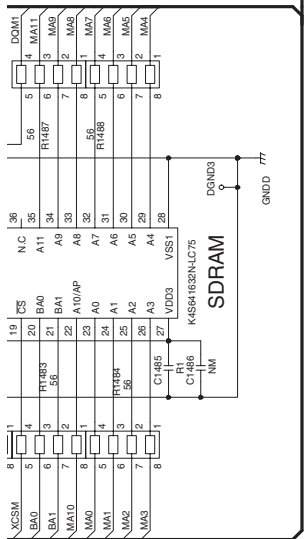 DQM1 MA11 MA9 MA8 MA7 MA6 MA5 MA4
4 3 2 1 4 3 2 1
5 6 7 8 5 6 7 8
56 R1487 56 R1488
36 35 34 33 32 31 30 29 28
N.C A11 A9 A8 A7 A6 A5 A4 VSS1
DGND3
GNDD
K4S641632N-LC75
SDRAM
CS BA0 BA1 A10/AP A0 A1 A2 A3 VDD3
19 20 21 22 23 24 25 26 27
R1483 56 R1484 56
C1485 R1
C1486 NM
1 4 3 2 1 4 3 2 1
8 5 6 7 8 5 6 7 8
XCSM BA0 BA1 MA10 MA0 MA1 MA2 MA3